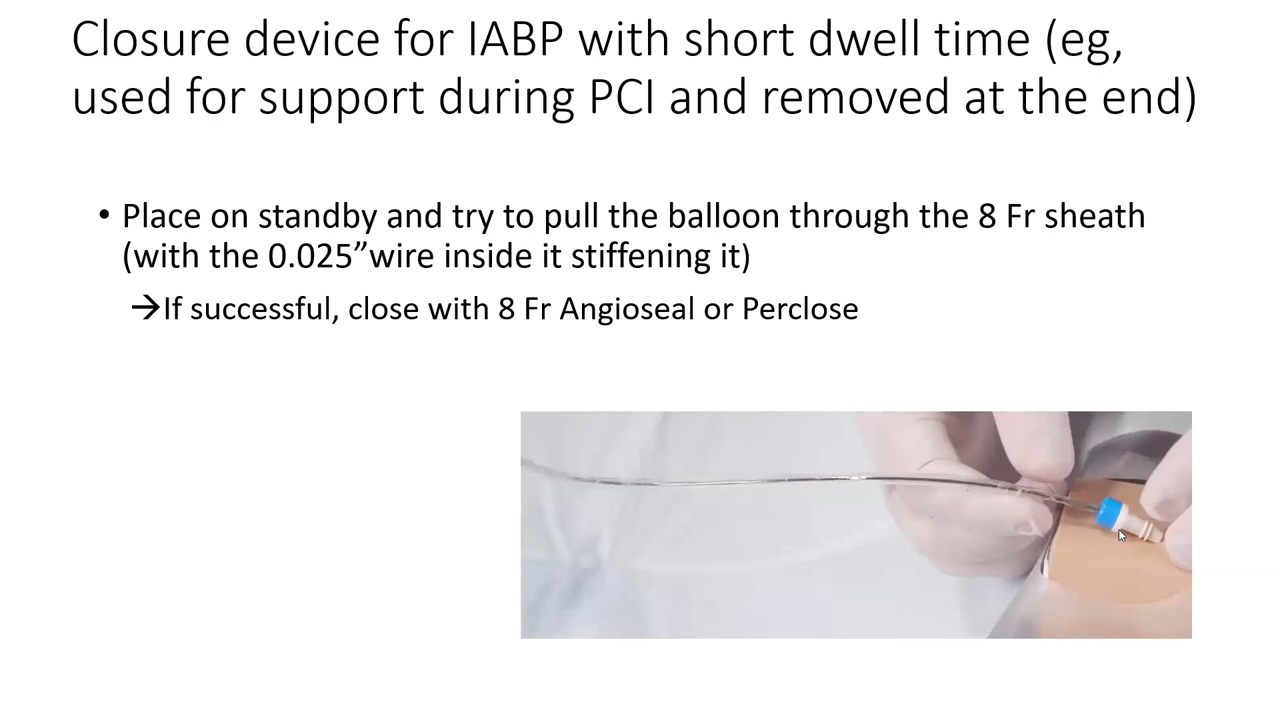 Closure device for IABP with short dwell time (eg,
used for support during PCI and removed at the end)
• Place on standby and try to pull the balloon through the 8 Fr sheath
(with the 0.025”wire inside it stiffening it)
→If successful, close with 8 Fr Angioseal or Perclose